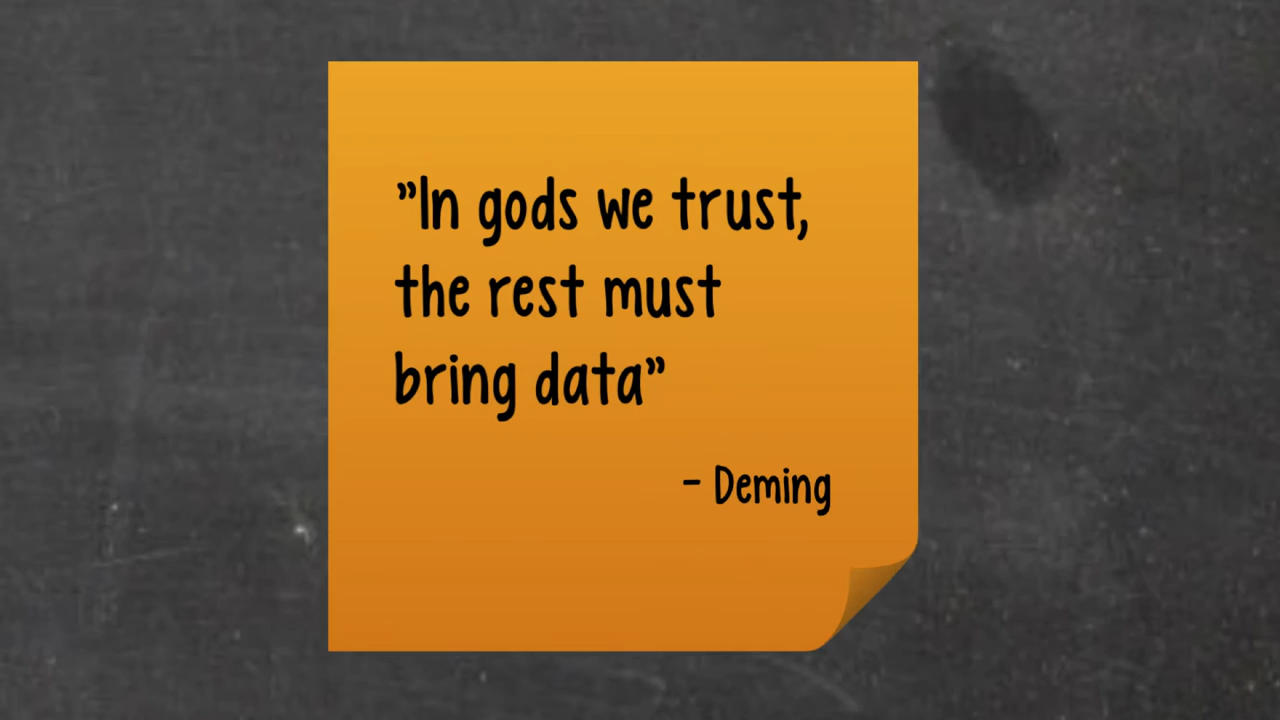 ”In gods we trust,
the rest must
bring data”
- Deming